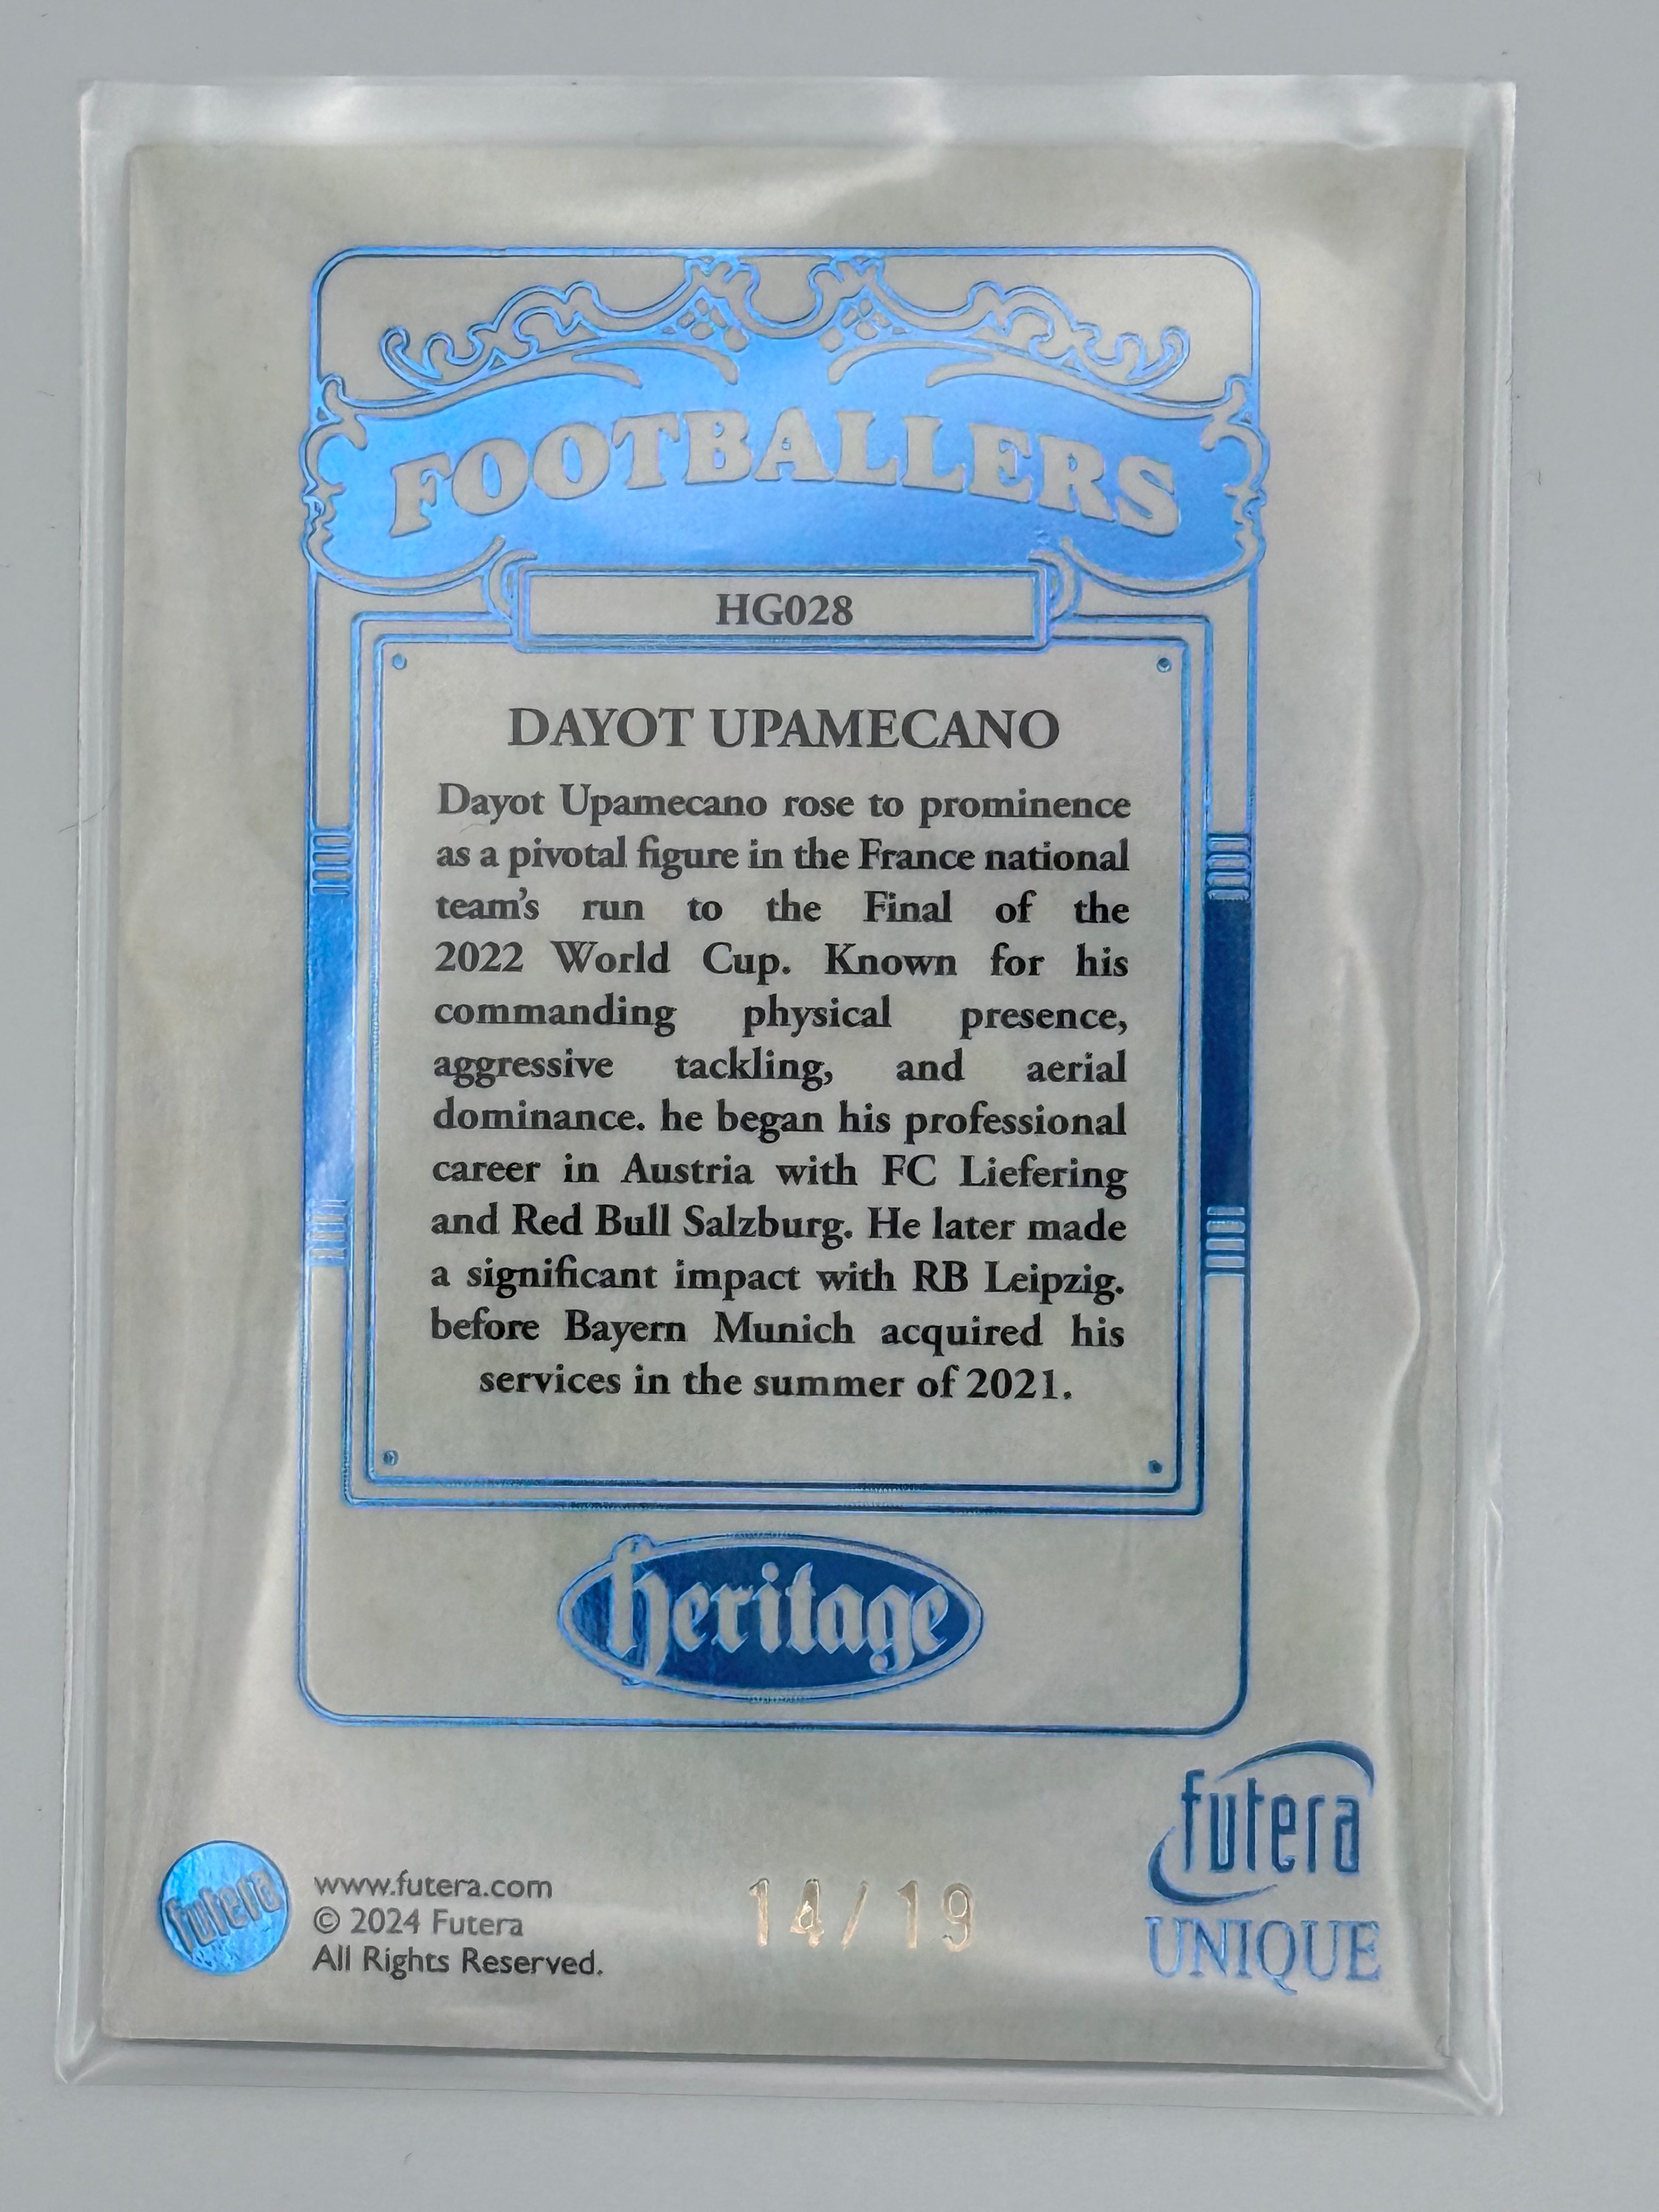 FOOTBALLERS
HG028
DAYOT UPAMECANO
Dayot Upamecano rose to prominence
as a pivotal figure in the France national
team's run to the Final of the
2022 World Cup. Known for his
commanding physical presence,
aggressive tackling, and aerial
dominance. he began his professional
career in Austria with FC Liefering
and Red Bull Salzburg. He later made
a significant impact with RB Leipzig.
before Bayern Munich acquired his
services in the summer of 2021.
heritage
futera
UNIQUE
futera
www.futera.com
© 2024 Futera
All Rights Reserved.
14/19